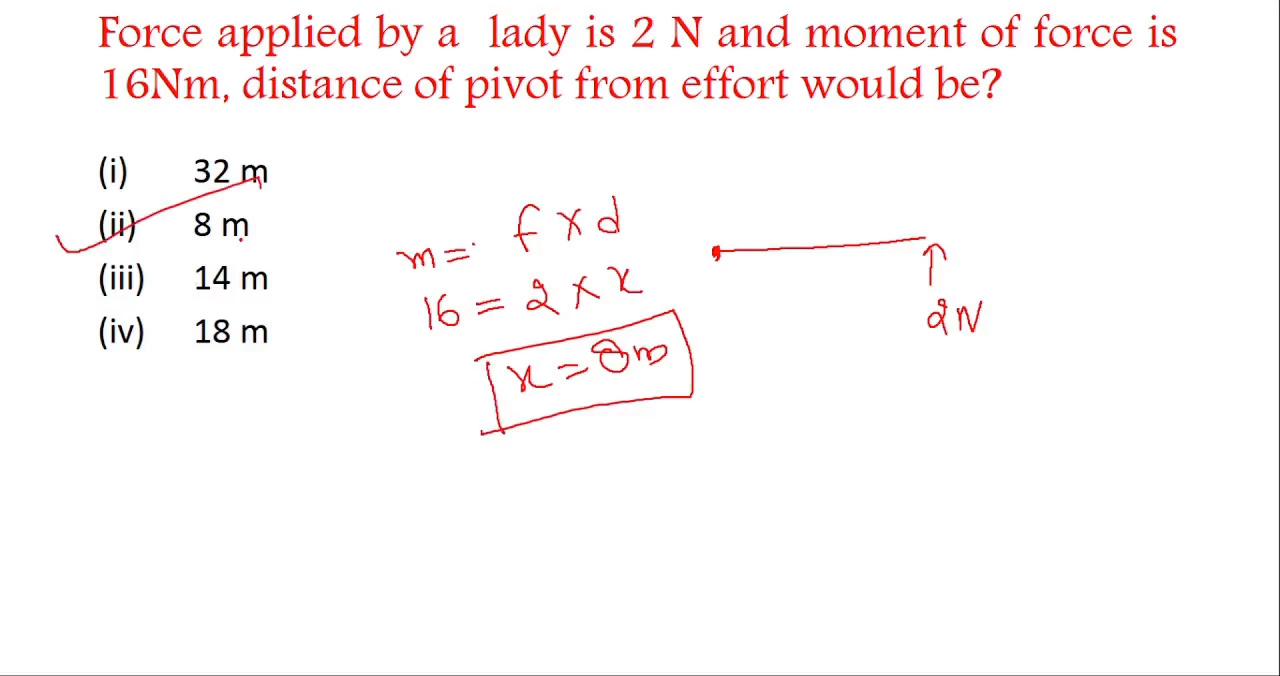 Force applied by a lady is 2 N and moment of force is
16Nm, distance of pivot from effort would be?
(i) 32 m
(ii) 8 m
(iii) 14 m
(iv) 18 m
m = f × d
16 = 2 × x
x = 8m
2N